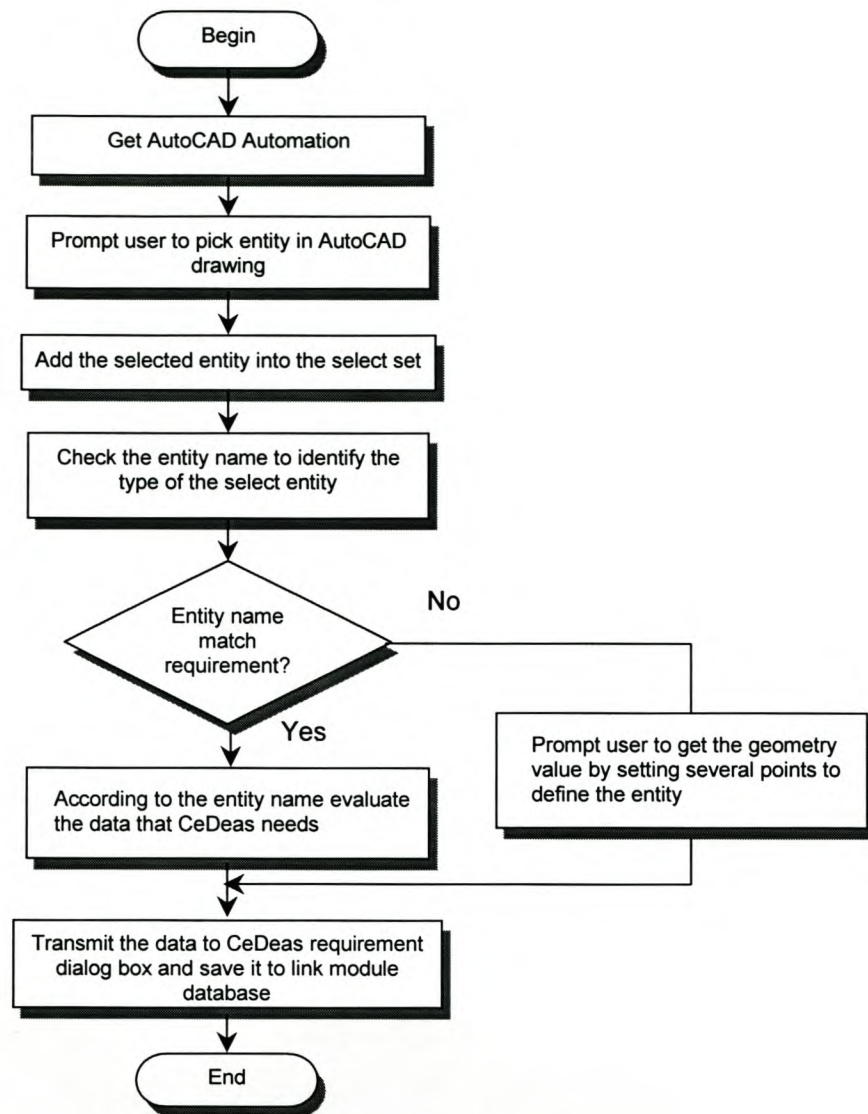 Begin
Get AutoCAD Automation
Prompt user to pick entity in AutoCAD
drawing
Add the selected entity into the select set
Check the entity name to identify the
type of the select entity
Entity name
match
requirement?
No
Yes
Prompt user to get the geometry
value by setting several points to
define the entity
According to the entity name evaluate
the data that CeDeas needs
Transmit the data to CeDeas requirement
dialog box and save it to link module
database
End